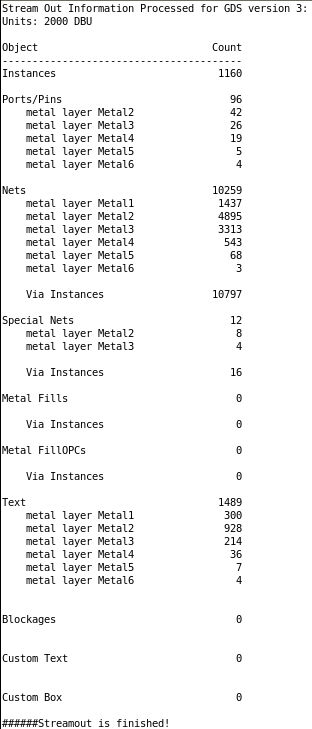 Stream Out Information Processed for GDS version 3:
Units: 2000 DBU
Object Count
----------------------------------------
Instances 1160
Ports/Pins 96
metal layer Metal2 42
metal layer Metal3 26
metal layer Metal4 19
metal layer Metal5 5
metal layer Metal6 4
Nets 10259
metal layer Metal1 1437
metal layer Metal2 4895
metal layer Metal3 3313
metal layer Metal4 543
metal layer Metal5 68
metal layer Metal6 3
Via Instances 10797
Special Nets 12
metal layer Metal2 8
metal layer Metal3 4
Via Instances 16
Metal Fills 0
Via Instances 0
Metal FillOPCs 0
Via Instances 0
Text 1489
metal layer Metal1 300
metal layer Metal2 928
metal layer Metal3 214
metal layer Metal4 36
metal layer Metal5 7
metal layer Metal6 4
Blockages 0
Custom Text 0
Custom Box 0
######Streamout is finished!